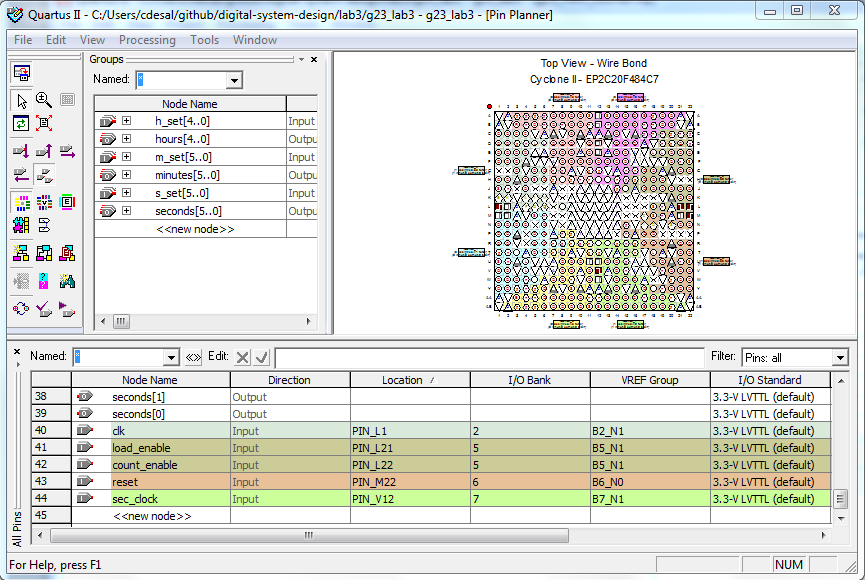 Quartus II - C:/Users/cdesal/github/digital-system-design/lab3/g23_lab3 - g23_lab3 - [Pin Planner]
File Edit View Processing Tools Window
Groups
Named: *
Node Name
h_set[4..0] Input
hours[4..0] Outpu
m_set[5..0] Input
minutes[5..0] Outpu
s_set[5..0] Input
seconds[5..0] Outpu
<<new node>>
Top View - Wire Bond
Cyclone II - EP2C20F484C7
Named: * Edit: Filter: Pins: all
Node Name Direction Location I/O Bank VREF Group I/O Standard
38 seconds[1] Output 3.3-V LVTTL (default)
39 seconds[0] Output 3.3-V LVTTL (default)
40 clk Input PIN_L1 2 B2_N1 3.3-V LVTTL (default)
41 load_enable Input PIN_L21 5 B5_N1 3.3-V LVTTL (default)
42 count_enable Input PIN_L22 5 B5_N1 3.3-V LVTTL (default)
43 reset Input PIN_M22 6 B6_N0 3.3-V LVTTL (default)
44 sec_clock Input PIN_V12 7 B7_N1 3.3-V LVTTL (default)
45 <<new node>>
All Pins
For Help, press F1 NUM